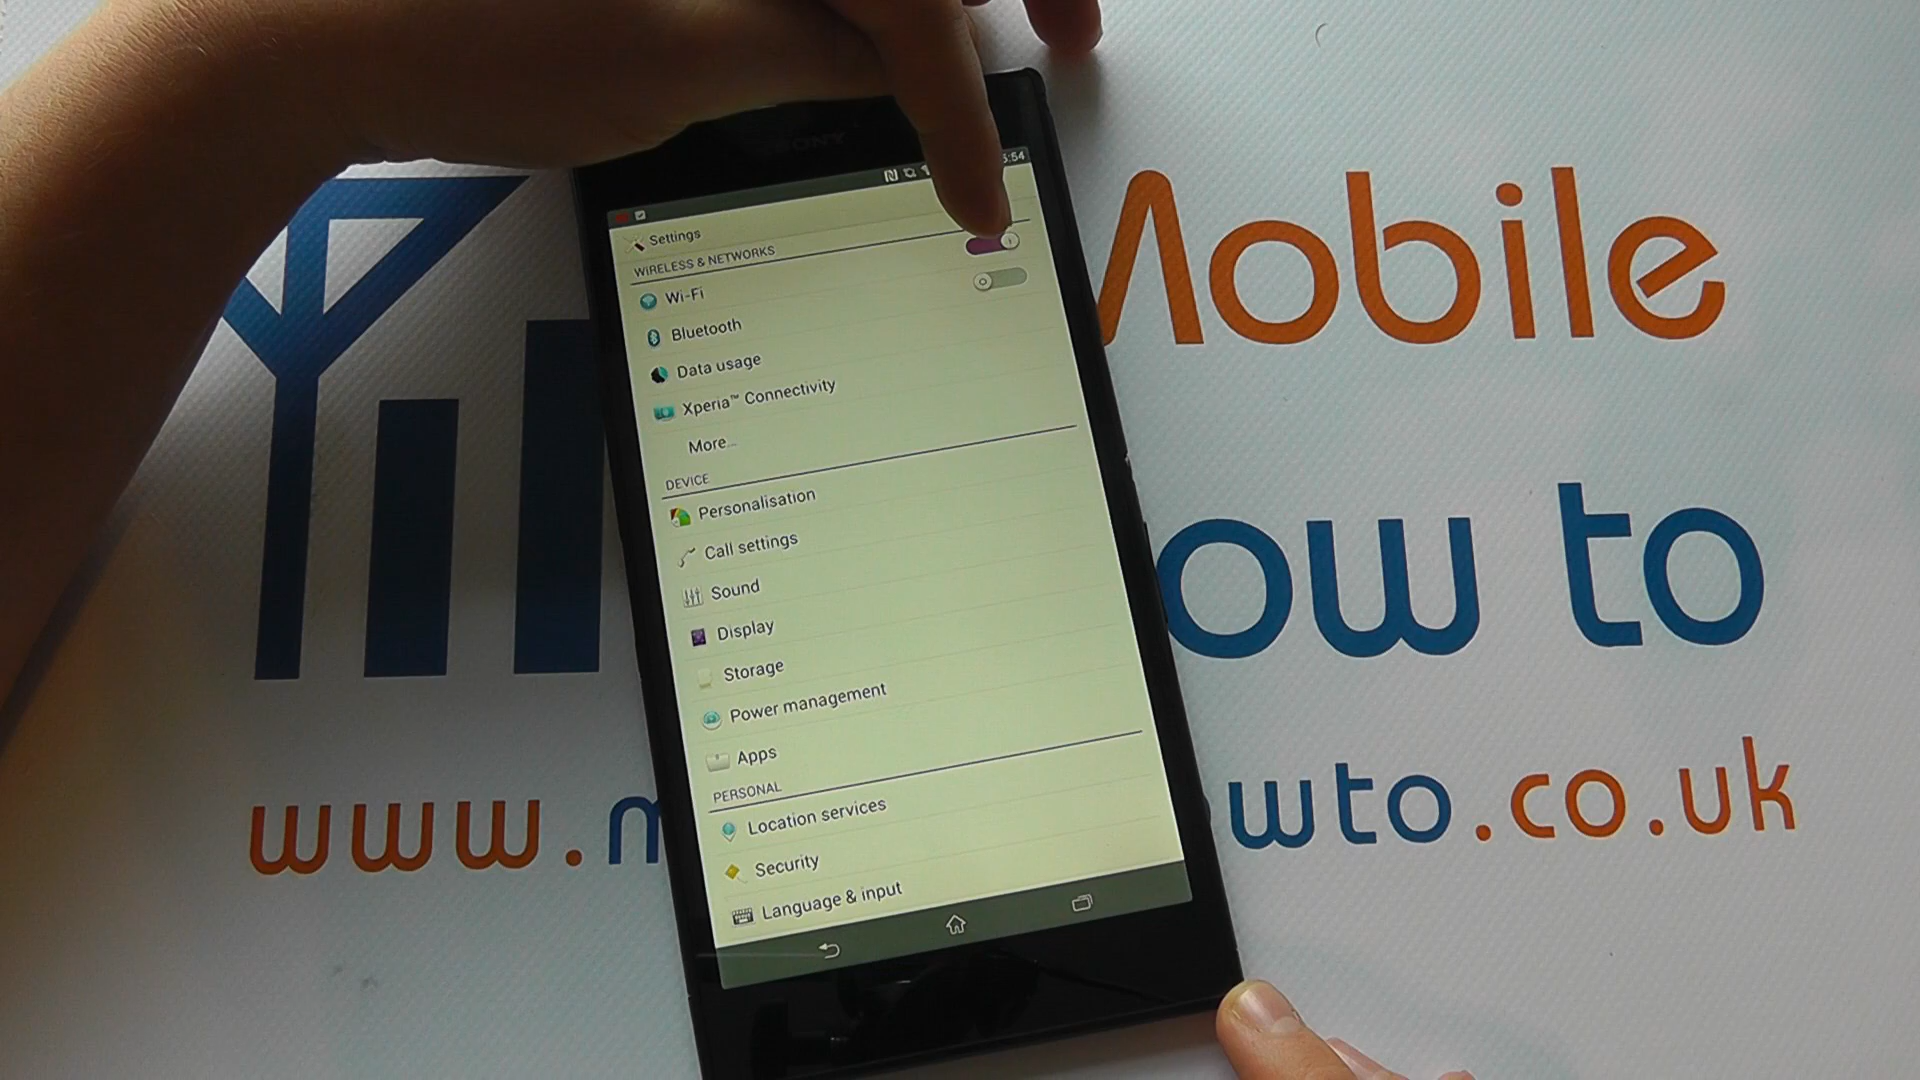 SONY
5:54
Settings
WIRELESS & NETWORKS
Wi-Fi
Bluetooth
Data usage
Xperia™ Connectivity
More...
DEVICE
Personalisation
Call settings
Sound
Display
Storage
Power management
Apps
PERSONAL
Location services
Security
Language & input
Mobile
ow to
www.m
wto.co.uk